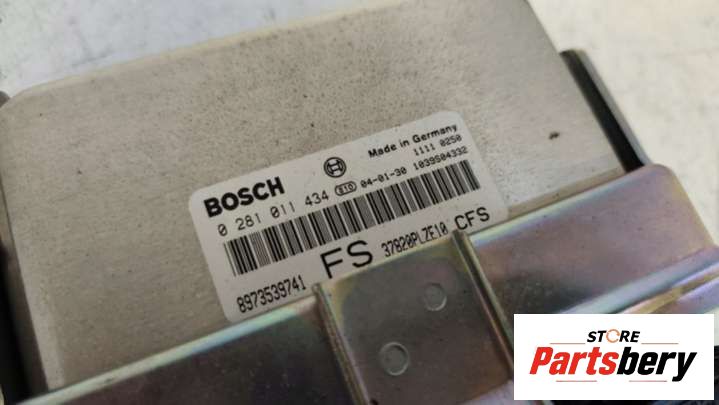 BOSCH
Made in Germany
1111 0250
0 281 011 434 S10 04-01-30 1039S04332
8973539741 FS 37820PLZE10 CFS
STORE
Partsbery